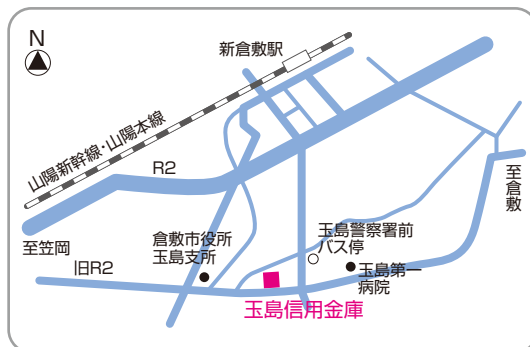 N
新倉敷駅
山陽新幹線・山陽本線
R2
至倉敷
至笠岡
倉敷市役所
玉島支所
玉島警察署前
バス停
旧R2
玉島第一
病院
玉島信用金庫